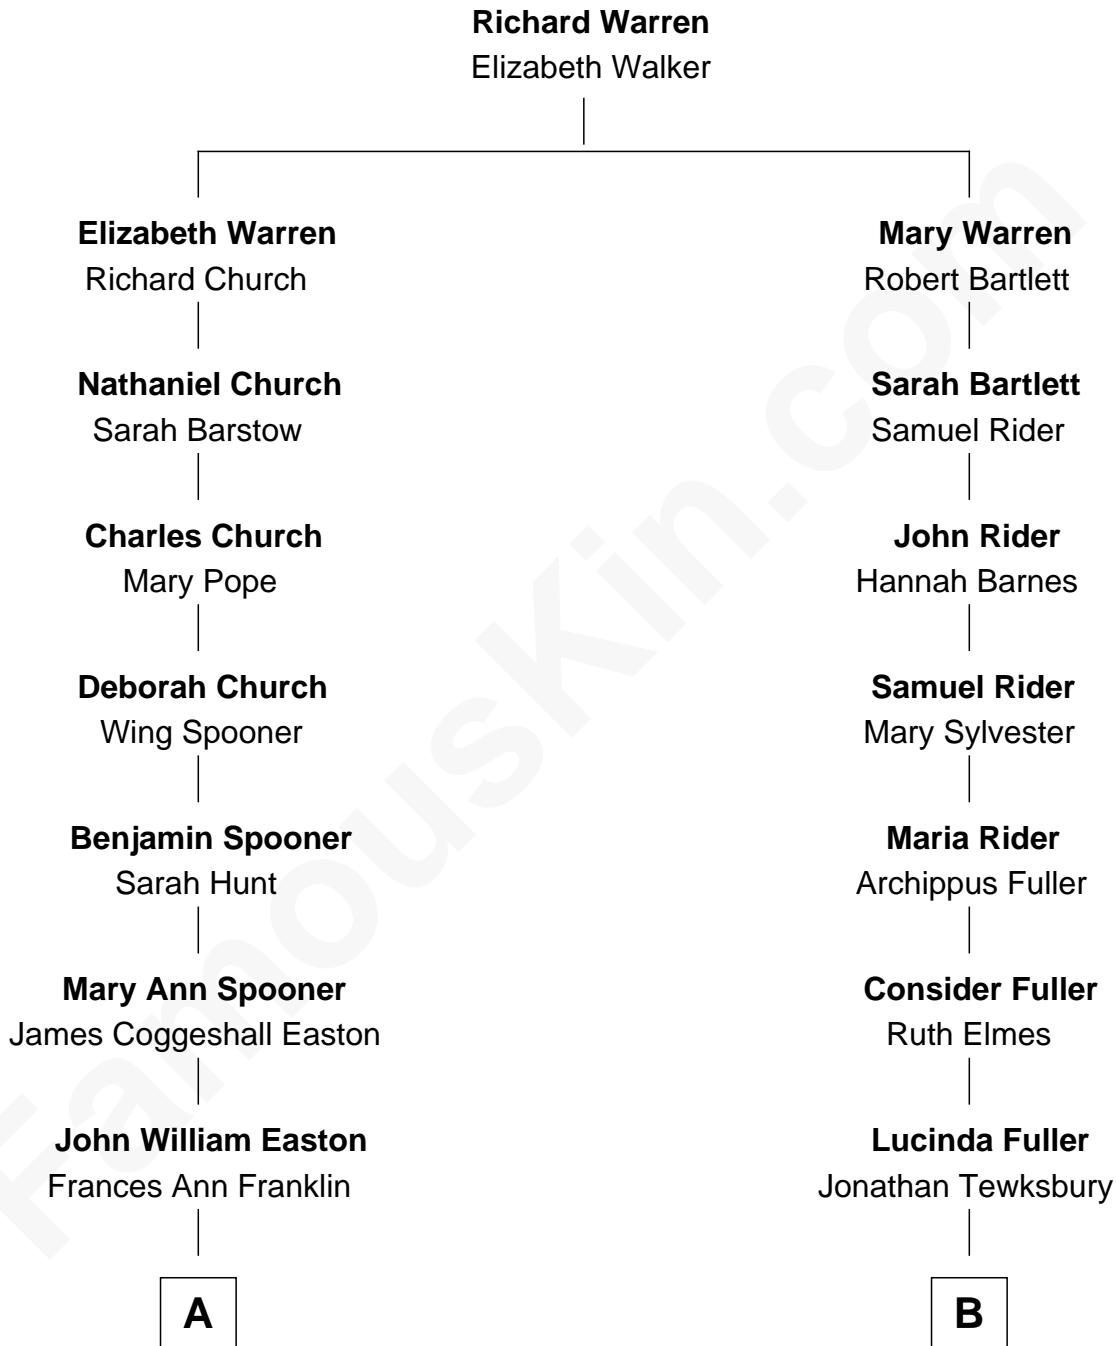 Richard Warren
Elizabeth Walker
Elizabeth Warren
Richard Church
Mary Warren
Robert Bartlett
Nathaniel Church
Sarah Barstow
Sarah Bartlett
Samuel Rider
Charles Church
Mary Pope
John Rider
Hannah Barnes
Deborah Church
Wing Spooner
Samuel Rider
Mary Sylvester
Benjamin Spooner
Sarah Hunt
Maria Rider
Archippus Fuller
Mary Ann Spooner
James Coggeshall Easton
Consider Fuller
Ruth Elmes
John William Easton
Frances Ann Franklin
Lucinda Fuller
Jonathan Tewksbury
A
B
FamousKin.com